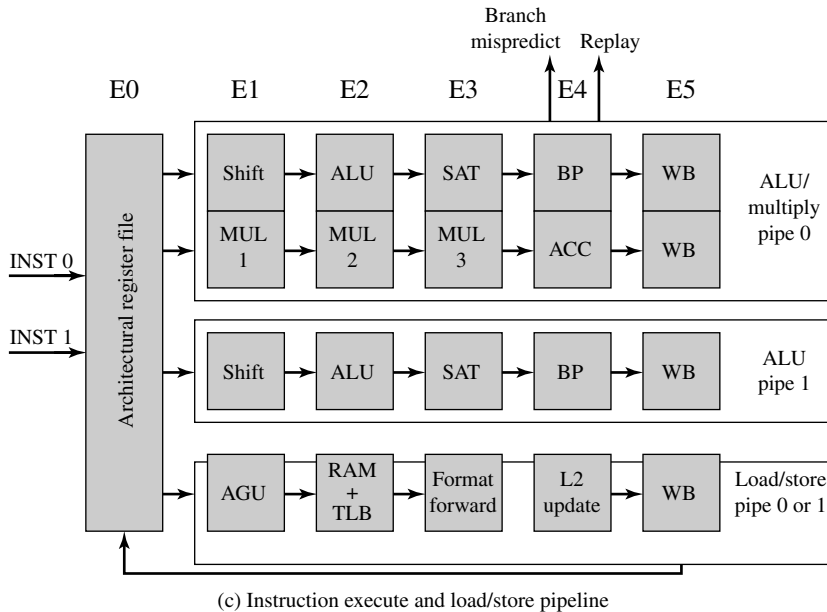 Branch
mispredict
Replay
E0
E1
E2
E3
E4
E5
Architectural register file
INST 0
INST 1
Shift
ALU
SAT
BP
WB
MUL
1
MUL
2
MUL
3
ACC
WB
ALU/
multiply
pipe 0
Shift
ALU
SAT
BP
WB
ALU
pipe 1
AGU
RAM
+
TLB
Format
forward
L2
update
WB
Load/store
pipe 0 or 1
(c) Instruction execute and load/store pipeline